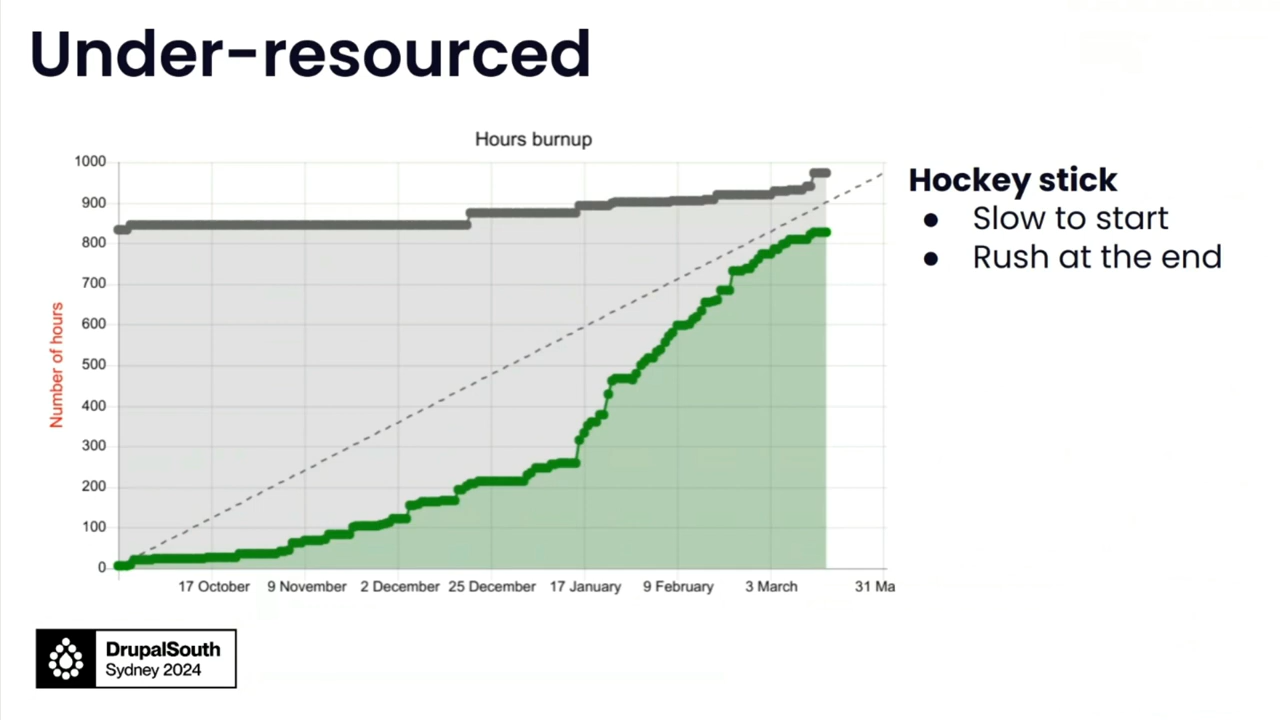 Under-resourced
Hours burnup
1000
900
800
700
600
500
400
300
200
100
0
Number of hours
17 October
9 November
2 December
25 December
17 January
9 February
3 March
31 Ma
Hockey stick
● Slow to start
● Rush at the end
DrupalSouth
Sydney 2024